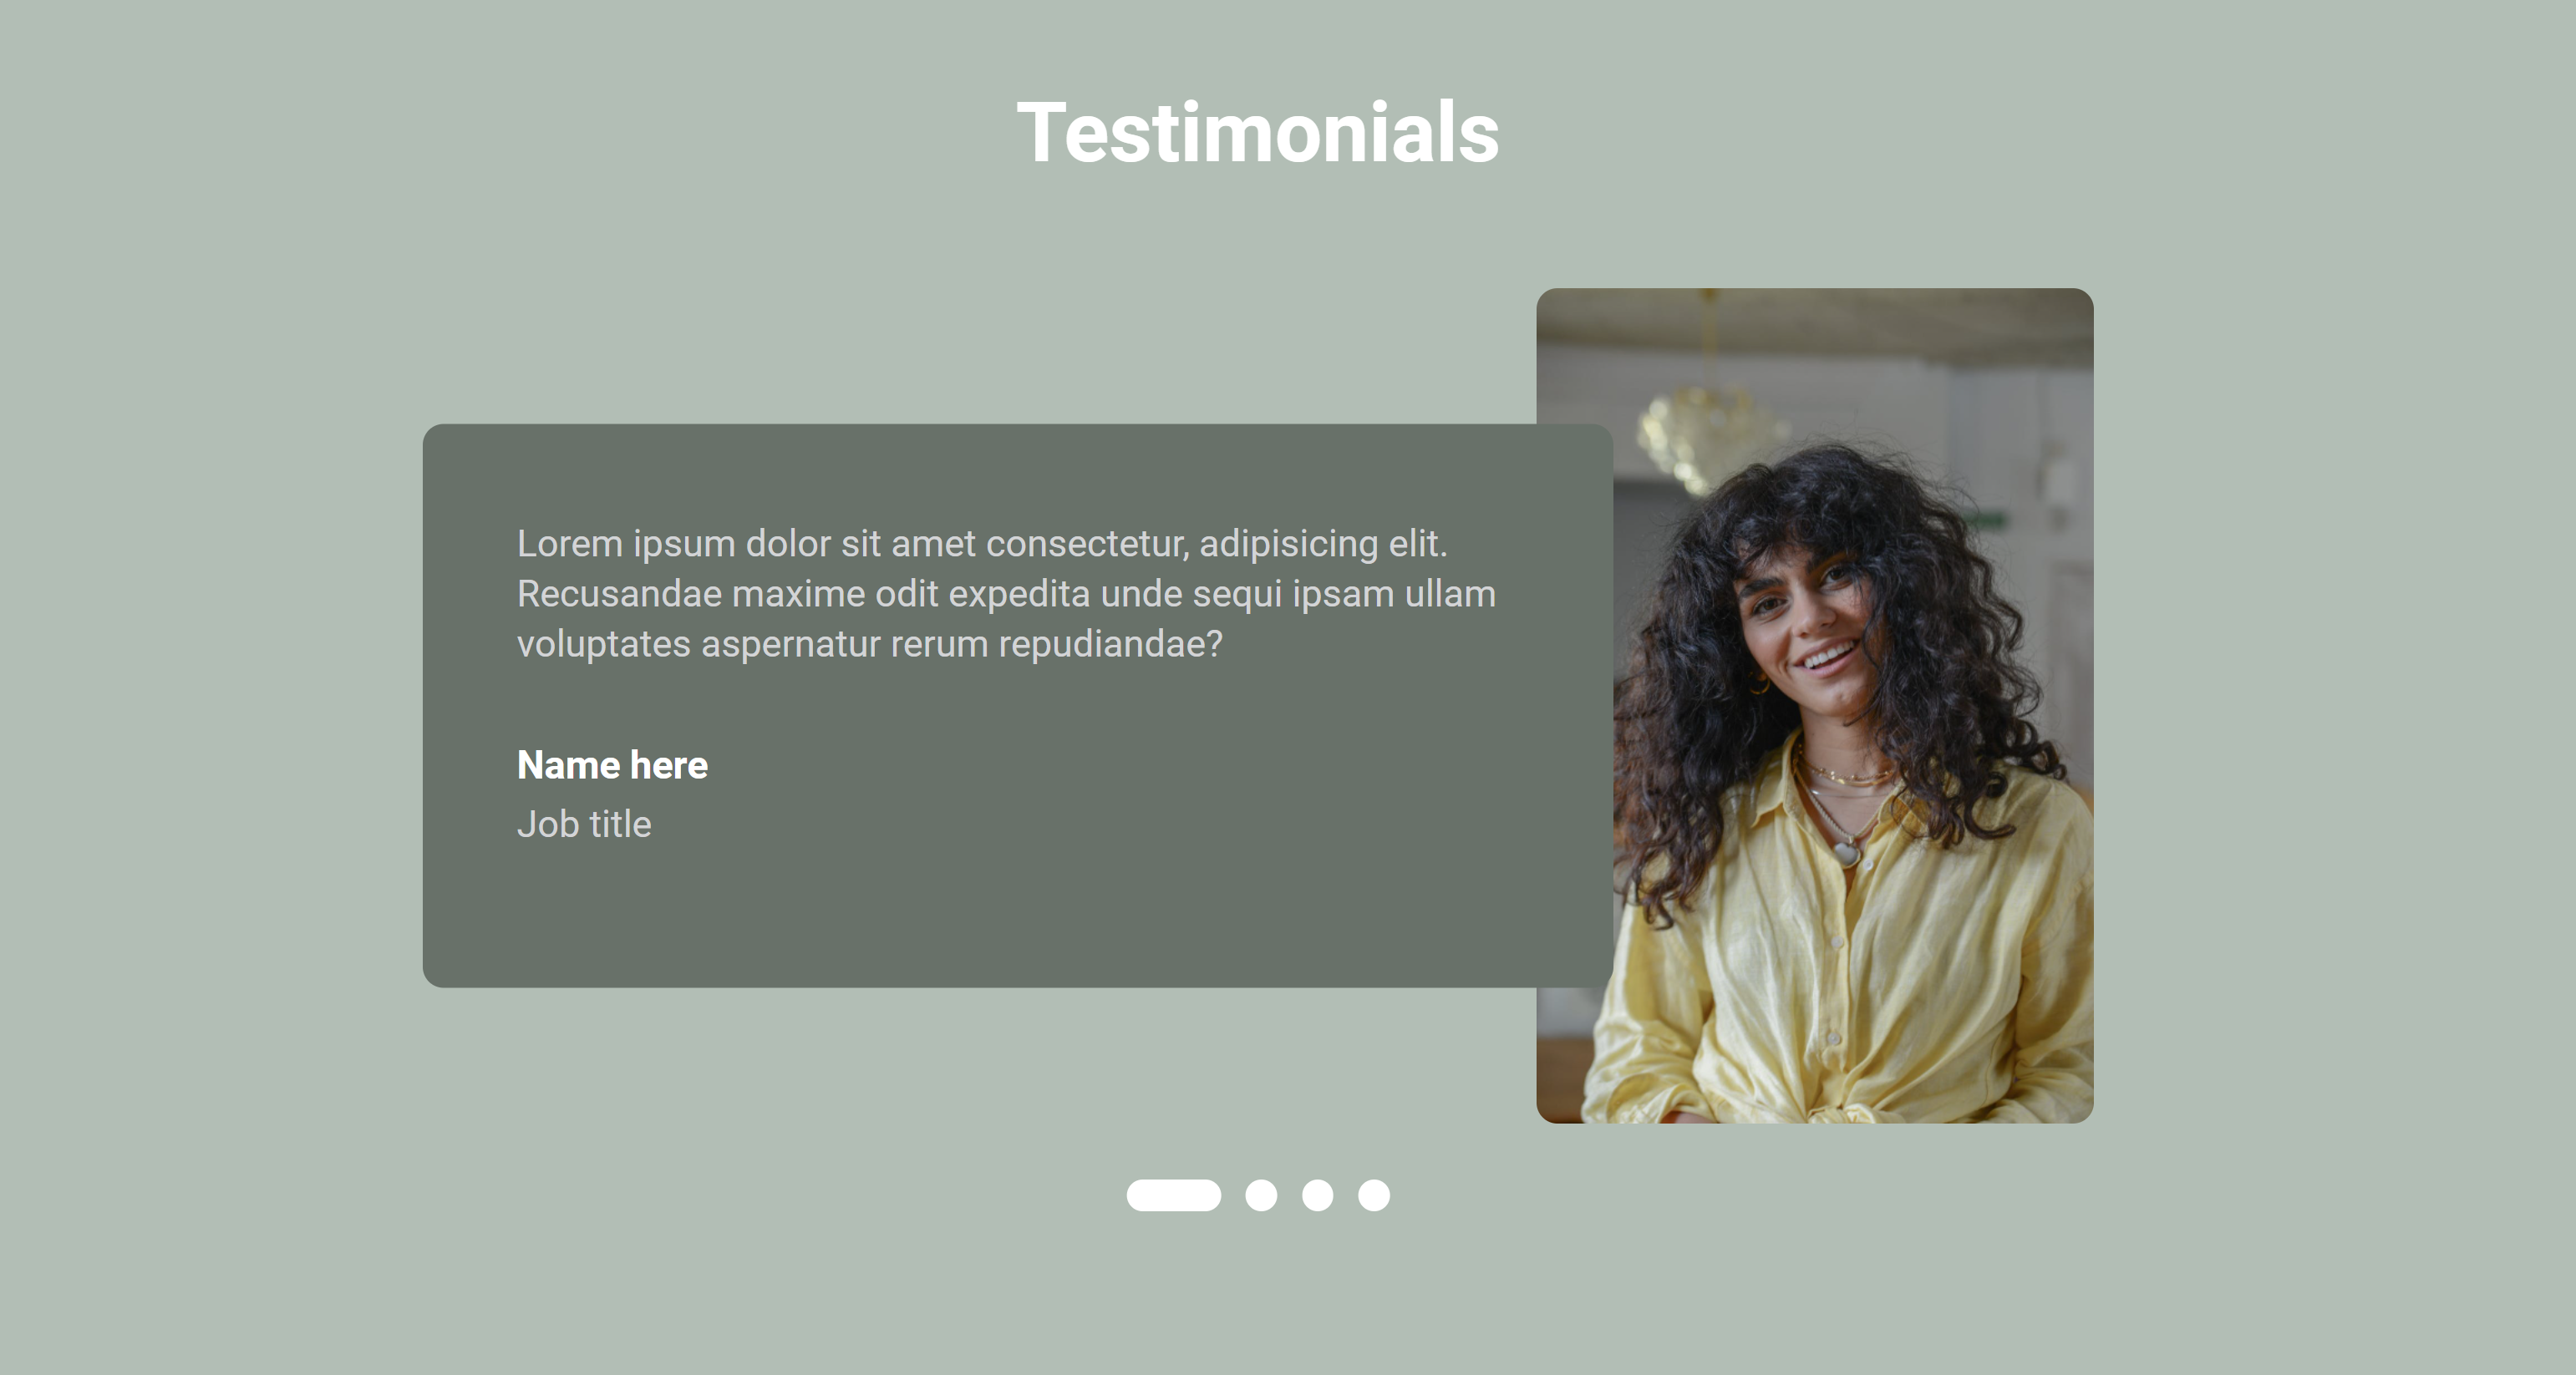 Testimonials
Lorem ipsum dolor sit amet consectetur, adipisicing elit.
Recusandae maxime odit expedita unde sequi ipsam ullam
voluptates aspernatur rerum repudiandae?
Name here
Job title